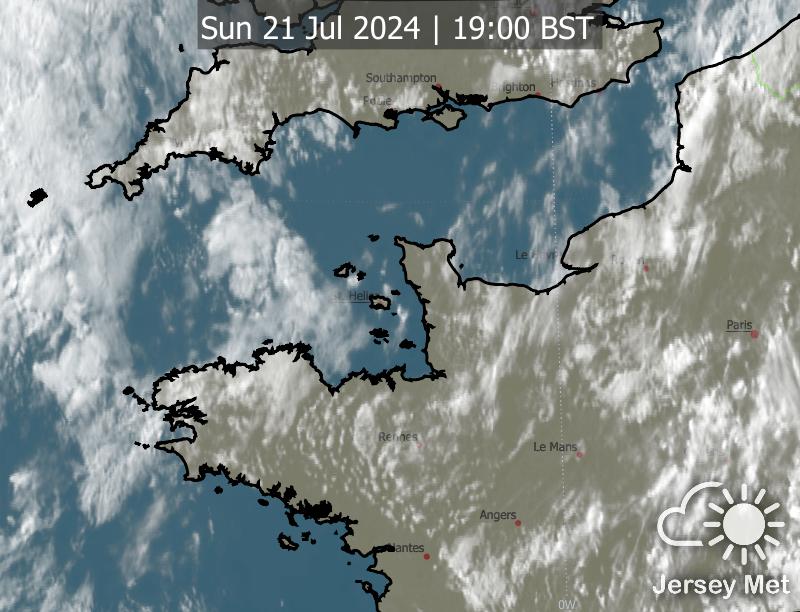 Sun 21 Jul 2024 | 19:00 BST
Southampton
Poole
Brighton
Hastings
Le Havre
St. Helier
Paris
Rennes
Le Mans
Angers
Nantes
0W
Jersey Met